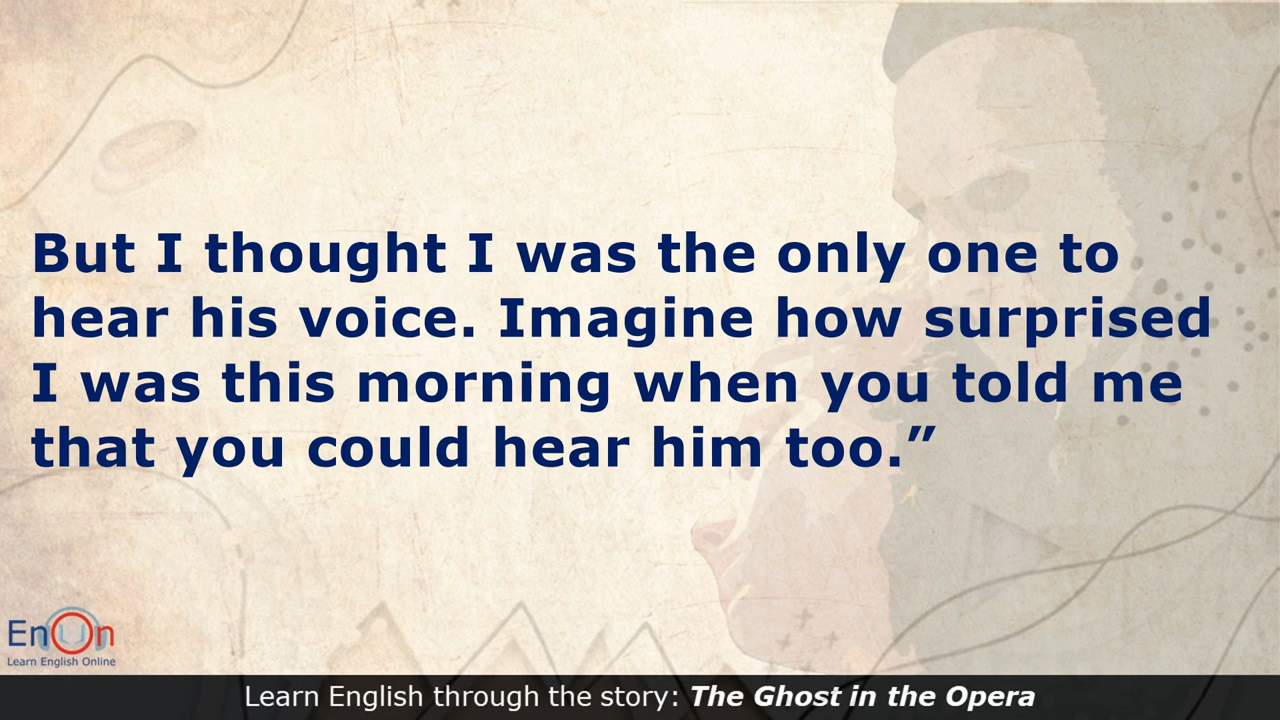 But I thought I was the only one to
hear his voice. Imagine how surprised
I was this morning when you told me
that you could hear him too.”
EnOn
Learn English Online
Learn English through the story: The Ghost in the Opera